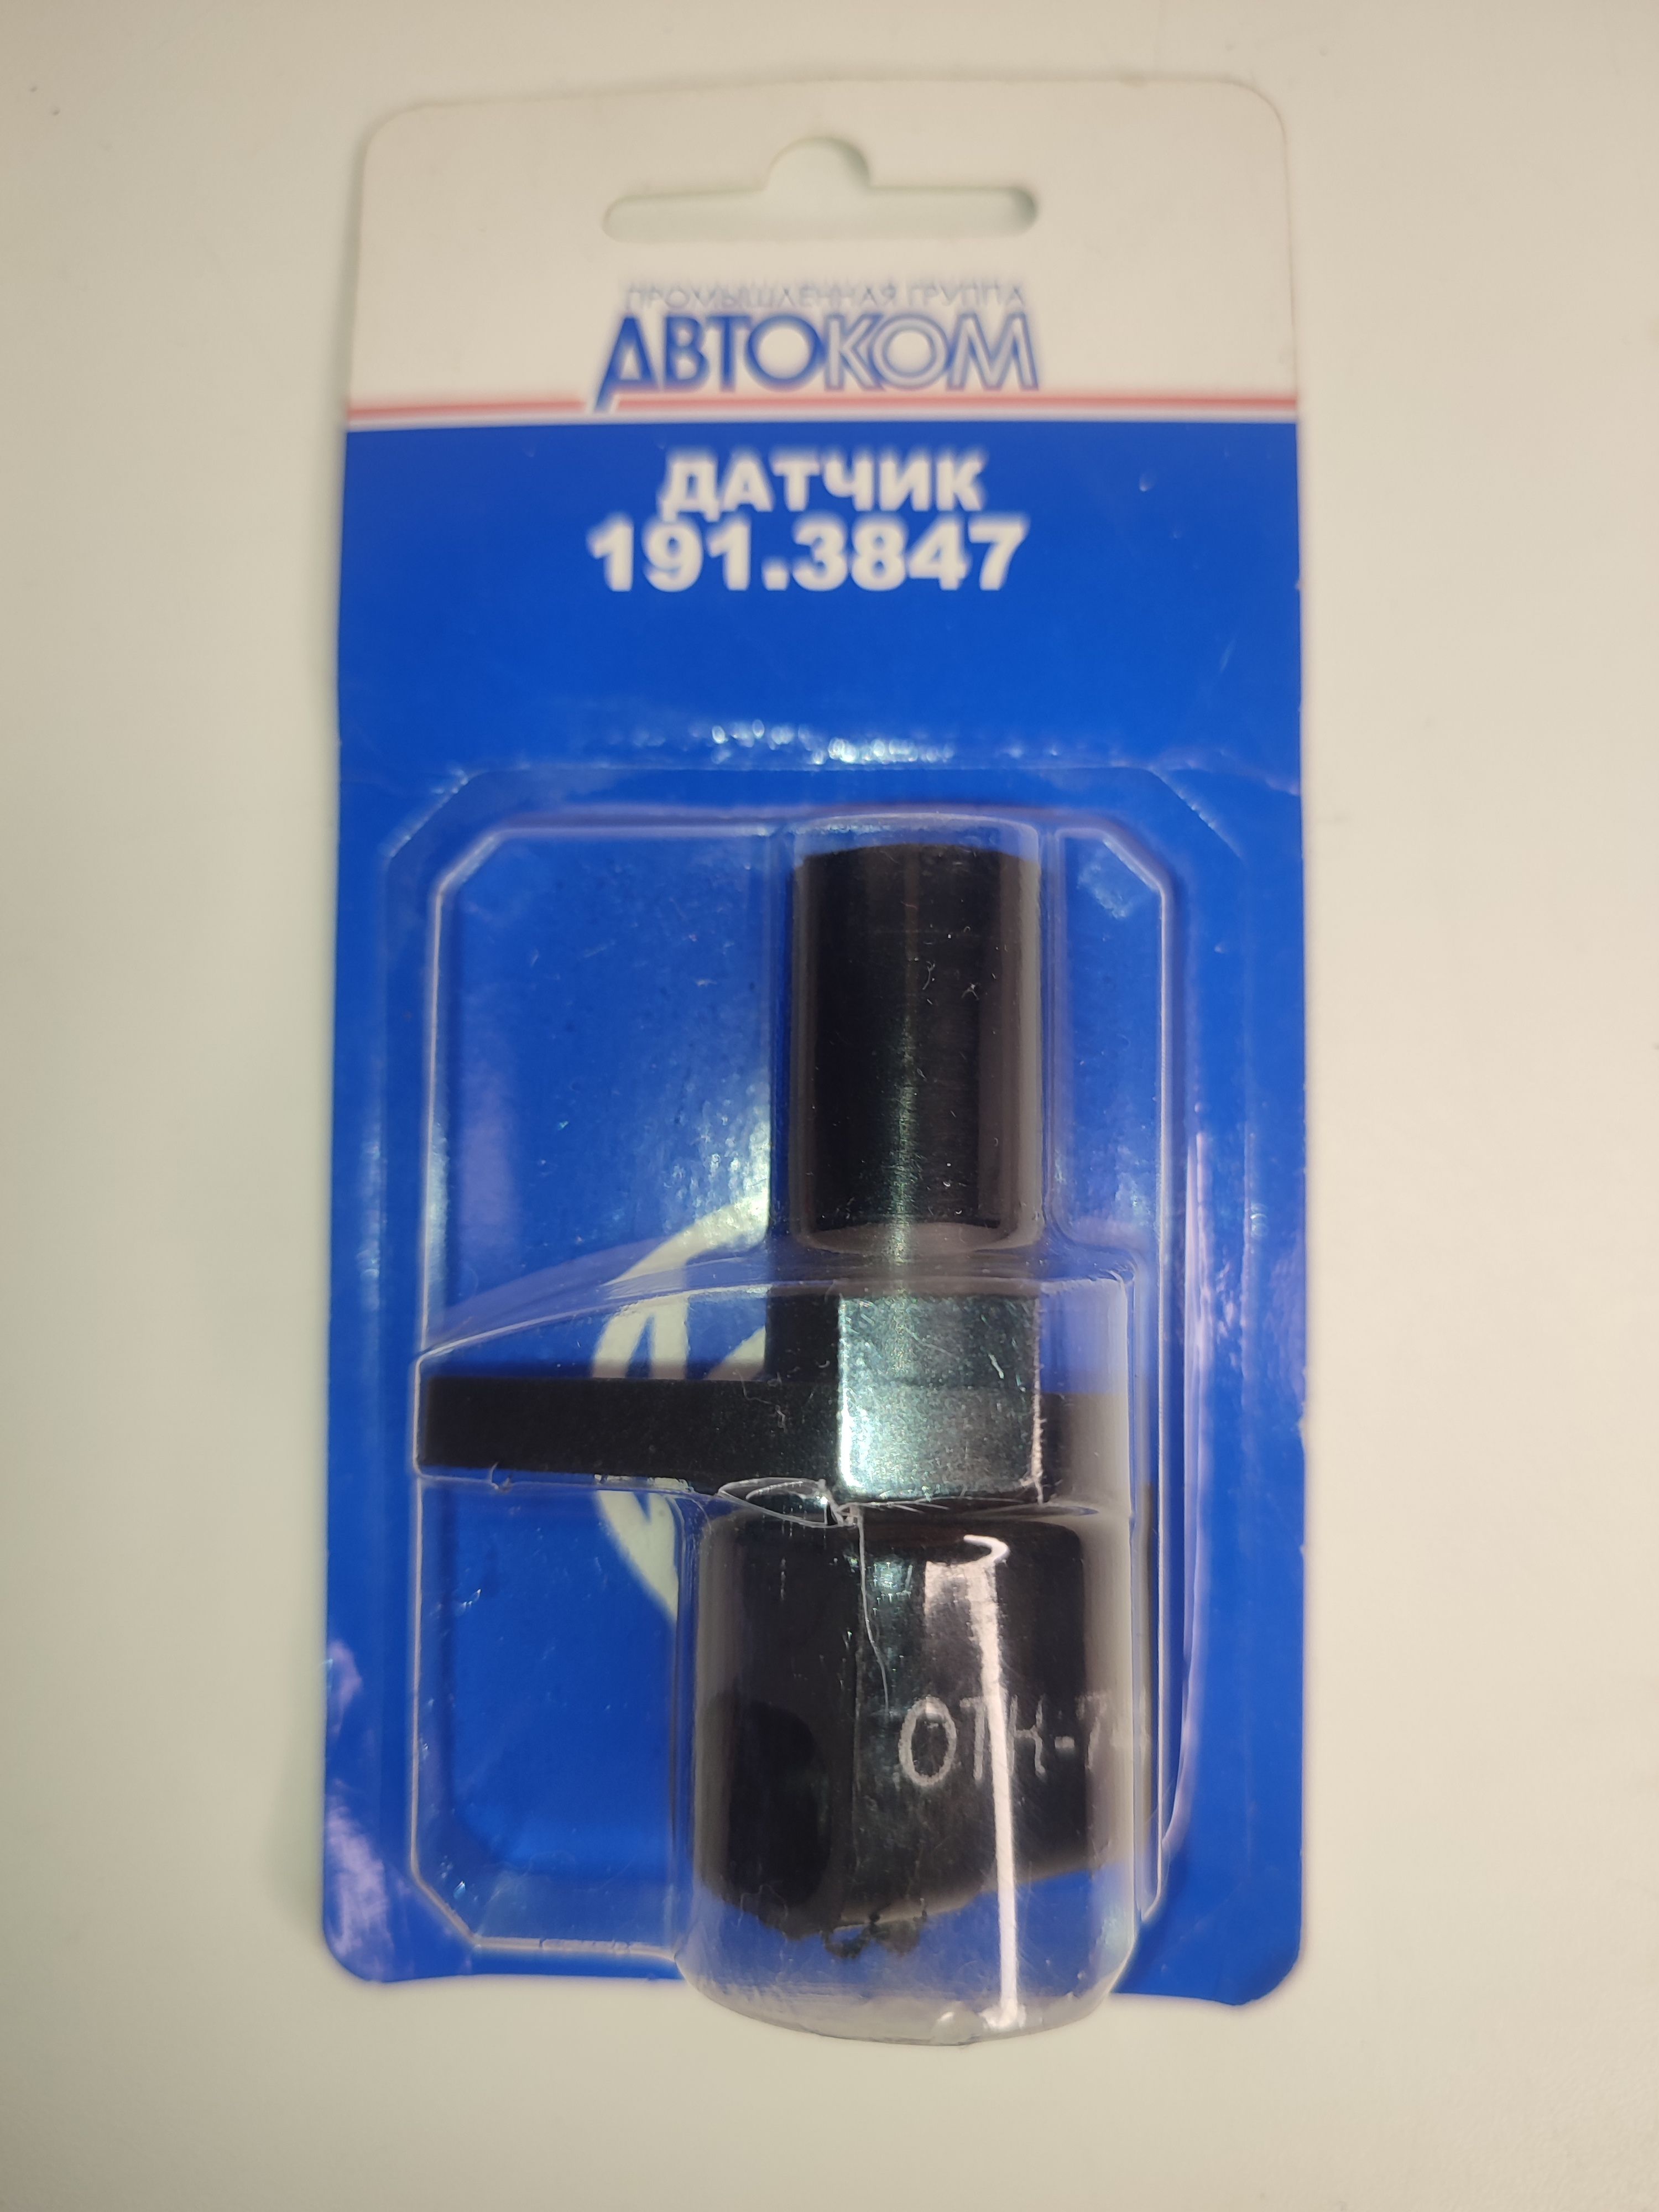 ПРОМЫШЛЕННАЯ ГРУППА
АВТОКОМ
ДАТЧИК
191.3847